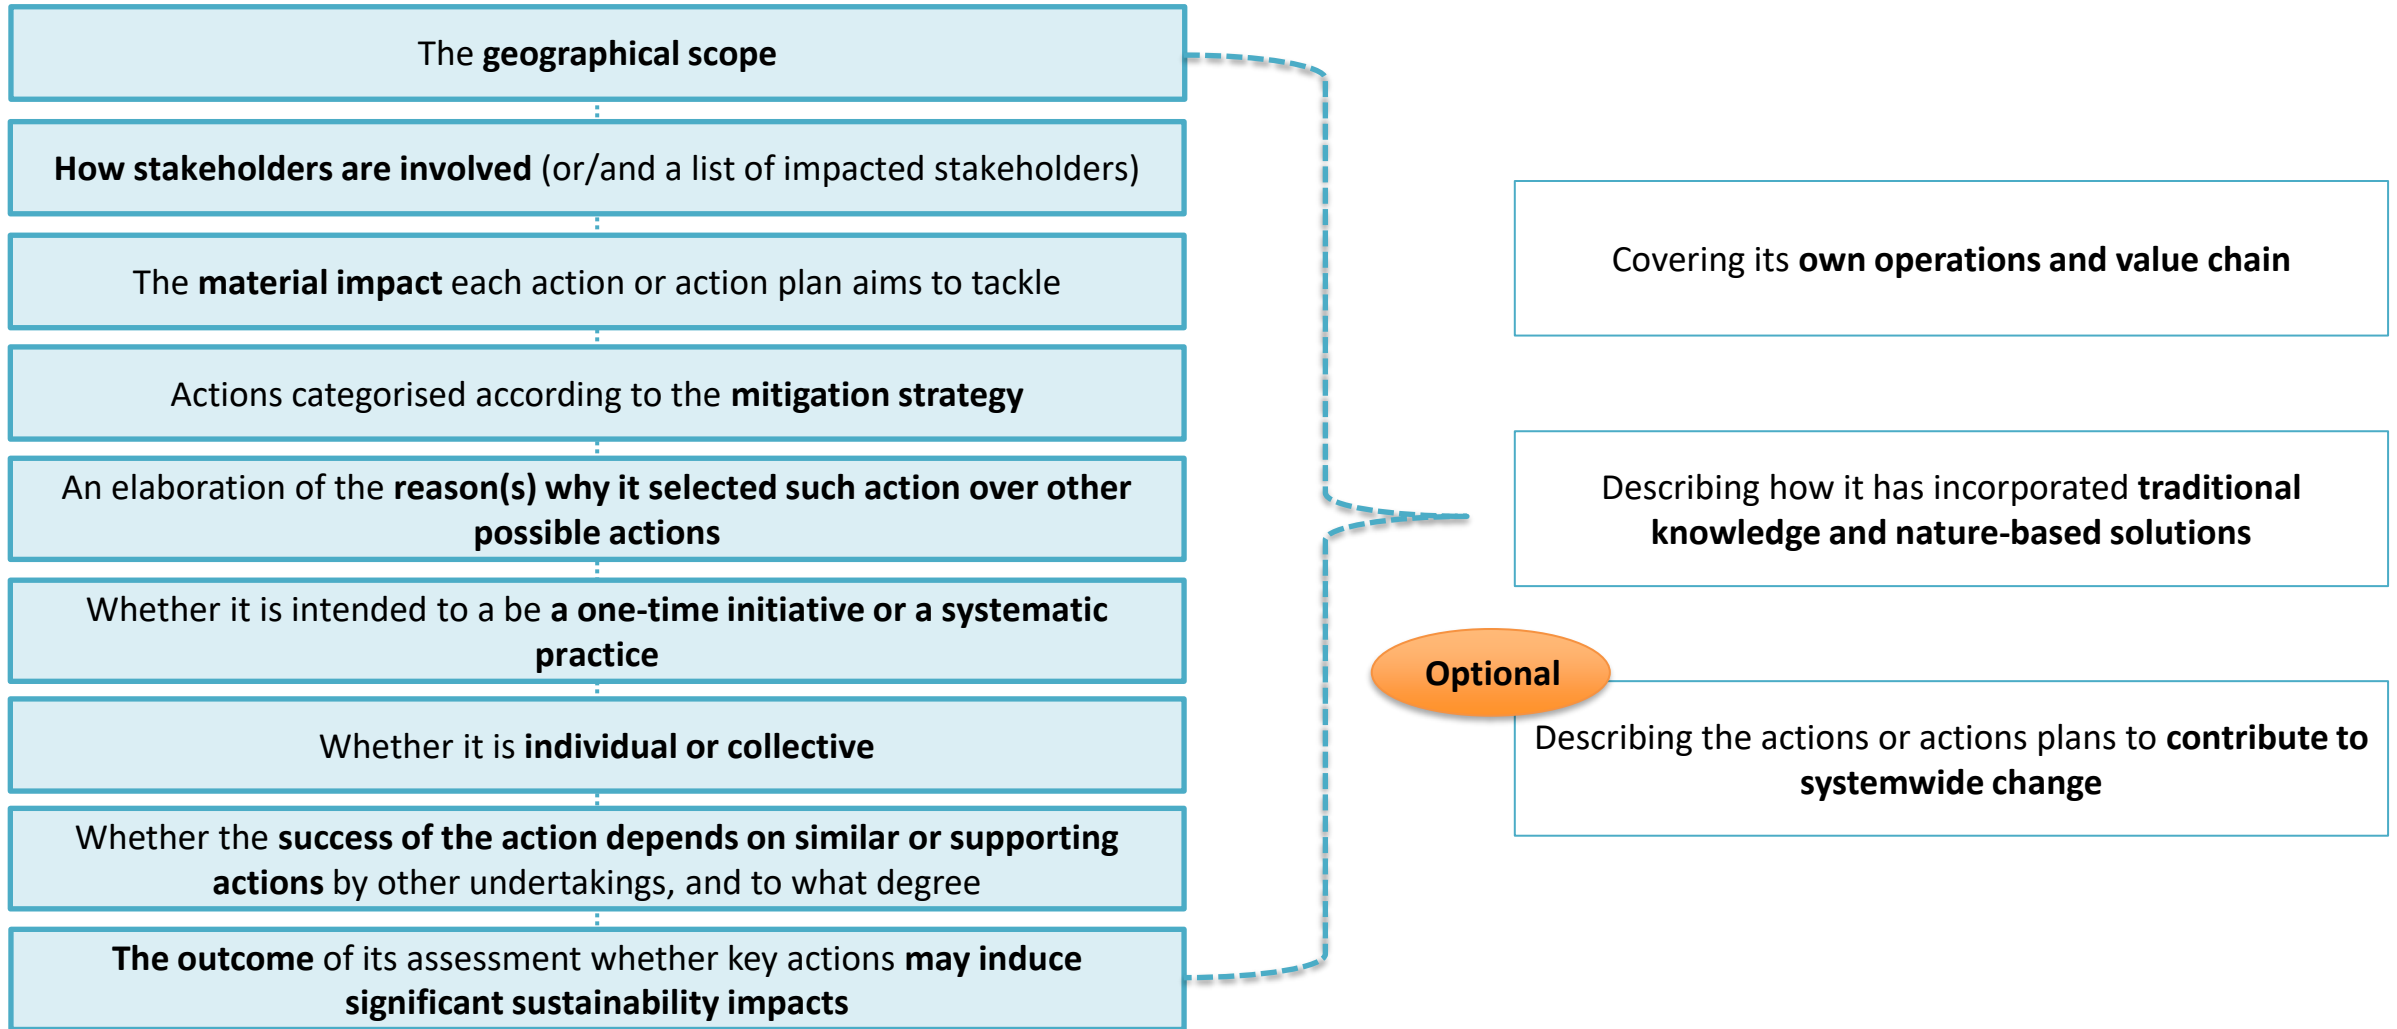 The geographical scope
How stakeholders are involved (or/and a list of impacted stakeholders)
The material impact each action or action plan aims to tackle
Actions categorised according to the mitigation strategy
An elaboration of the reason(s) why it selected such action over other
possible actions
Whether it is intended to a be a one-time initiative or a systematic
practice
Whether it is individual or collective
Whether the success of the action depends on similar or supporting
actions by other undertakings, and to what degree
The outcome of its assessment whether key actions may induce
significant sustainability impacts
Covering its own operations and value chain
Describing how it has incorporated traditional
knowledge and nature-based solutions
Optional
Describing the actions or actions plans to contribute to
systemwide change